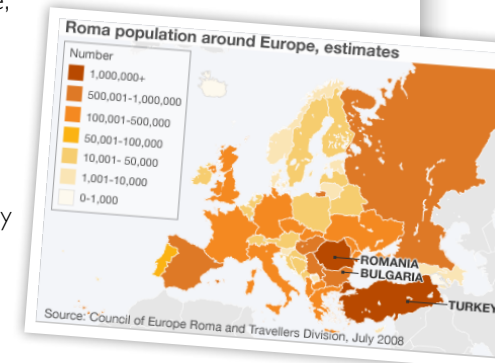 e,
y
Roma population around Europe, estimates
Number
1,000,000+
500,001-1,000,000
100,001-500,000
50,001-100,000
10,001- 50,000
1,001-10,000
0-1,000
ROMANIA
BULGARIA
TURKEY
Source: Council of Europe Roma and Travellers Division, July 2008